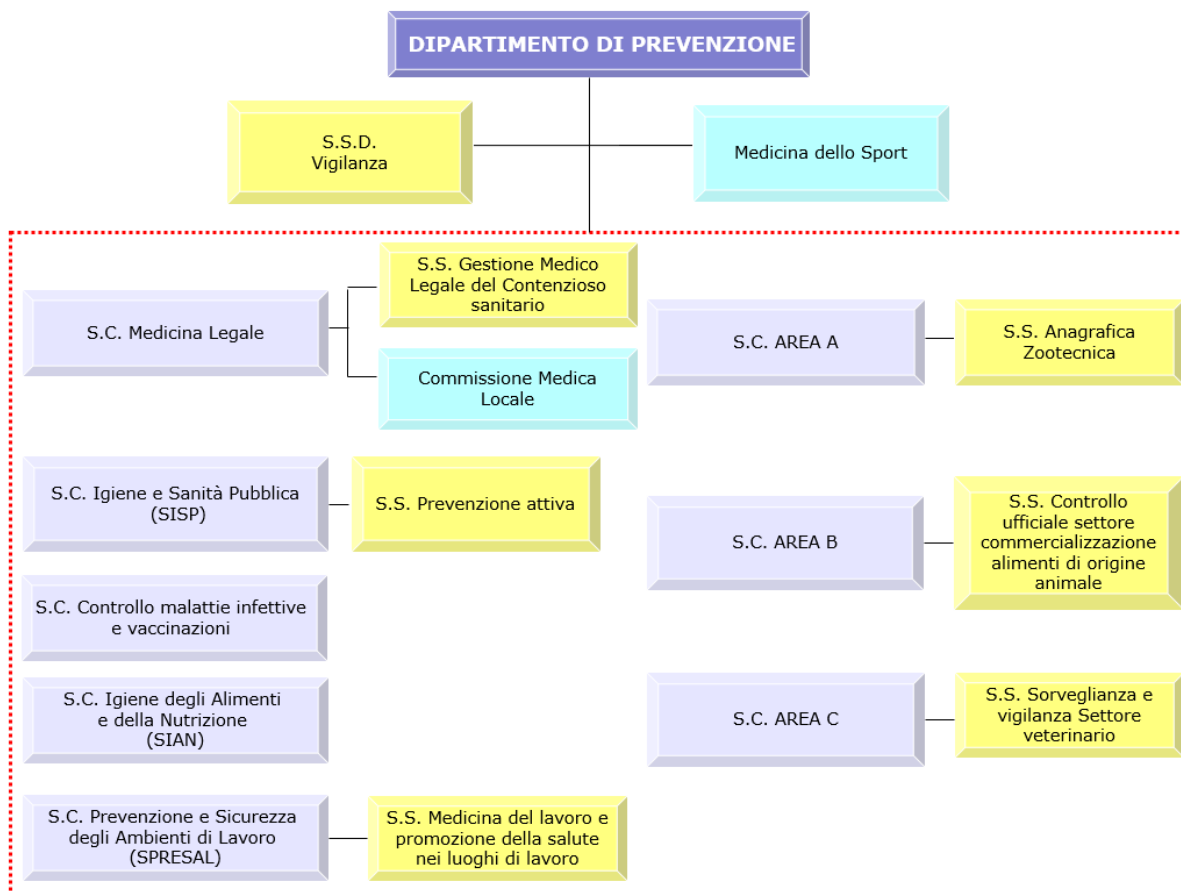 DIPARTIMENTO DI PREVENZIONE
S.S.D.
Vigilanza
Medicina dello Sport
S.C. Medicina Legale
S.S. Gestione Medico
Legale del Contenzioso
sanitario
Commissione Medica
Locale
S.C. Igiene e Sanità Pubblica
(SISP)
S.S. Prevenzione attiva
S.C. Controllo malattie infettive
e vaccinazioni
S.C. Igiene degli Alimenti
e della Nutrizione
(SIAN)
S.C. Prevenzione e Sicurezza
degli Ambienti di Lavoro
(SPRESAL)
S.S. Medicina del lavoro e
promozione della salute
nei luoghi di lavoro
S.C. AREA A
S.S. Anagrafica
Zootecnica
S.C. AREA B
S.S. Controllo
ufficiale settore
commercializzazione
alimenti di origine
animale
S.C. AREA C
S.S. Sorveglianza e
vigilanza Settore
veterinario